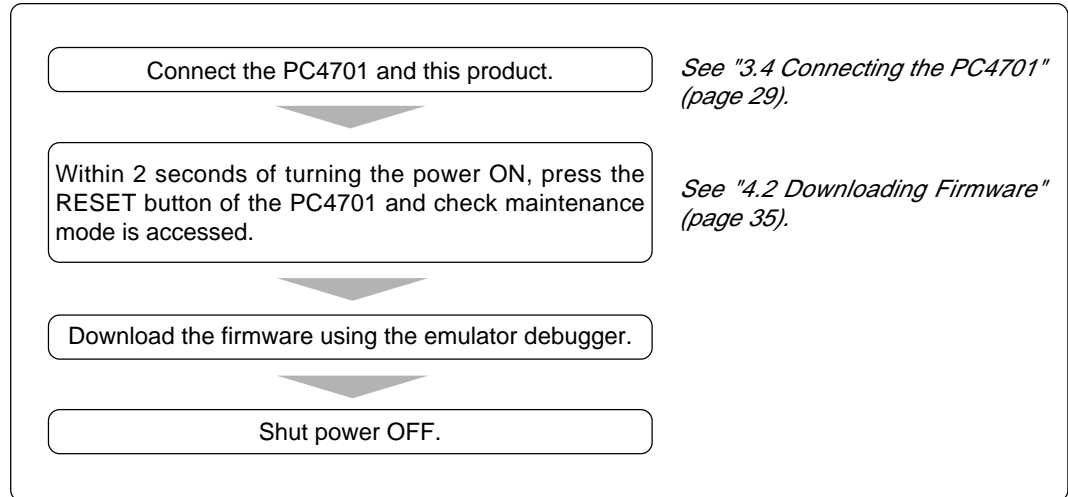 Connect the PC4701 and this product.
See "3.4 Connecting the PC4701"
(page 29).
Within 2 seconds of turning the power ON, press the
RESET button of the PC4701 and check maintenance
mode is accessed.
See "4.2 Downloading Firmware"
(page 35).
Download the firmware using the emulator debugger.
Shut power OFF.